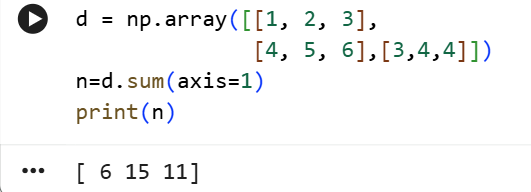 d = np.array([[1, 2, 3],
[4, 5, 6],[3,4,4]])
n=d.sum(axis=1)
print(n)
[ 6 15 11]